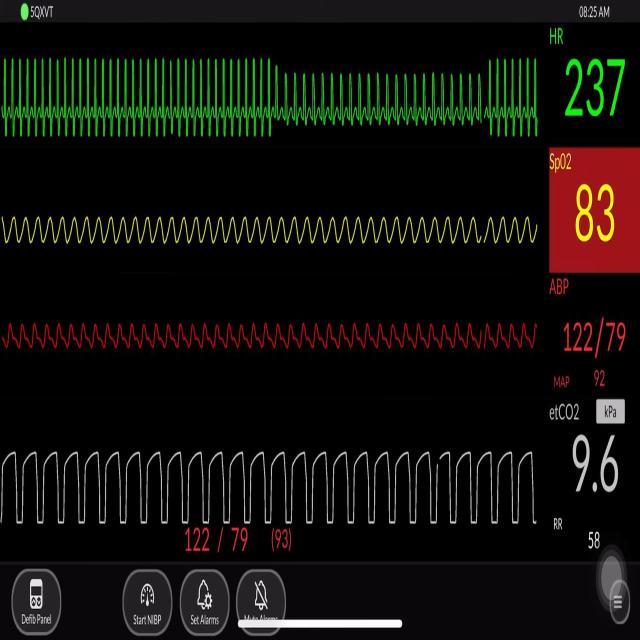 5QXVT
08:25 AM
HR
237
SpO2
83
ABP
122/79
MAP 92
etCO2 kPa
9.6
RR
58
122 / 79 (93)
Defib Panel
Start NIBP
Set Alarms
Mute Alarms